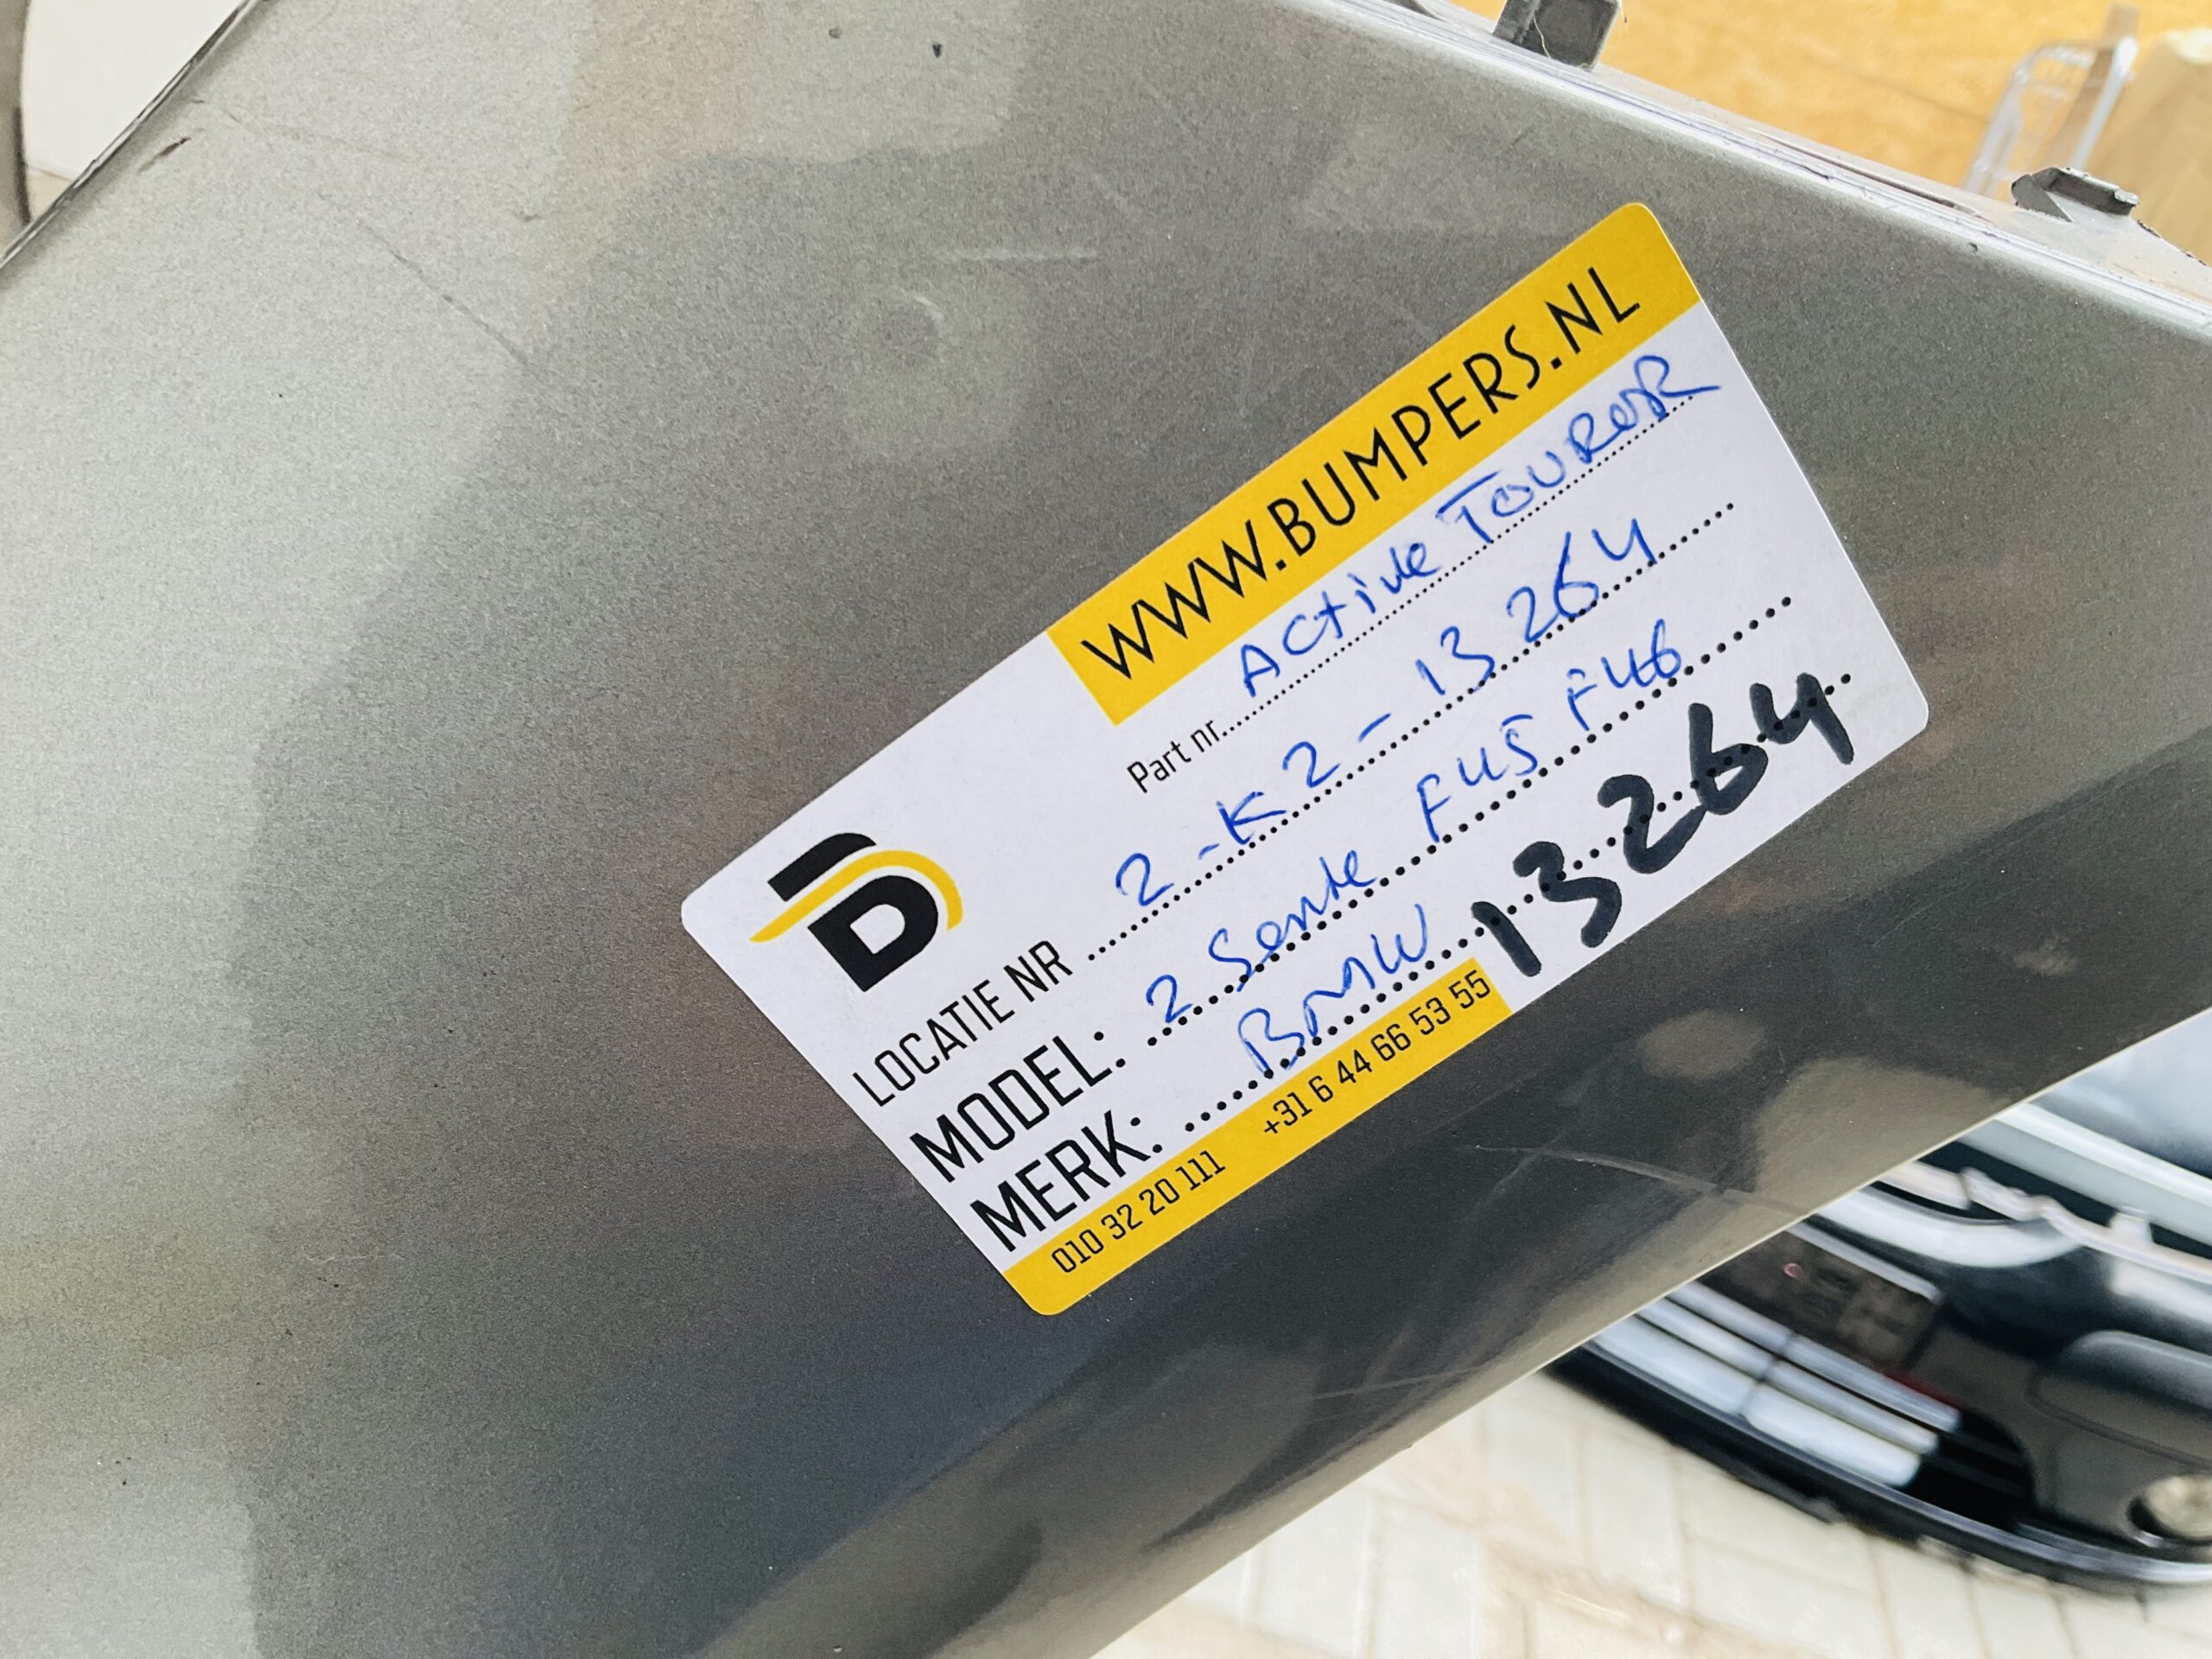 WWW.BUMPERS.NL
Part nr. Active TOURER
LOCATIE NR 2-K2-13264
MODEL: 2 Serie F45 F46
MERK: BMW 13264
010 32 20 111 +31 6 44 66 53 55